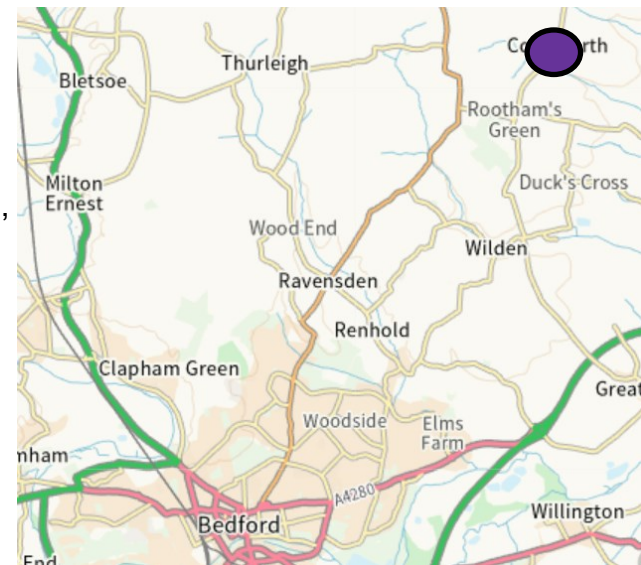 Thurleigh
Bletsoe
Rootham's
Green
Milton
Ernest
Duck's Cross
,
Wood End
Wilden
Ravensden
Renhold
Clapham Green
Great
Woodside
Elms
Farm
nham
A4280
Willington
Bedford
End